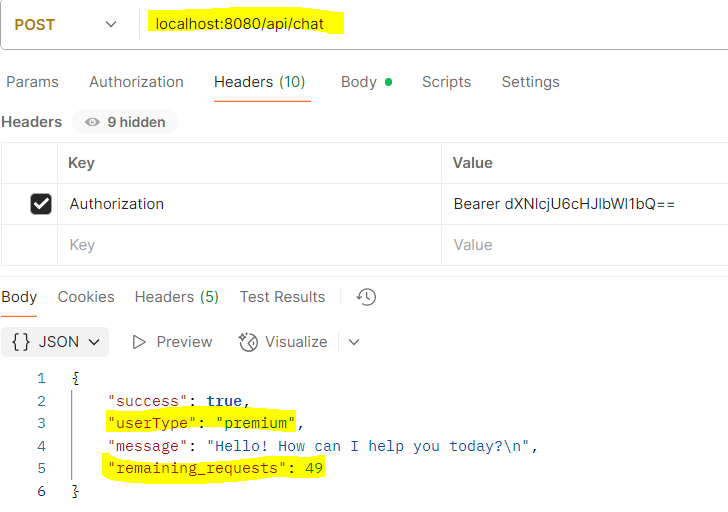 POST localhost:8080/api/chat
Params Authorization Headers (10) Body Scripts Settings
Headers 9 hidden
Key Value
Authorization Bearer dXNlcjU6cHJlbWl1bQ==
Key Value
Body Cookies Headers (5) Test Results
{} JSON Preview Visualize
1 {
2 "success": true,
3 "userType": "premium",
4 "message": "Hello! How can I help you today?\n",
5 "remaining_requests": 49
6 }